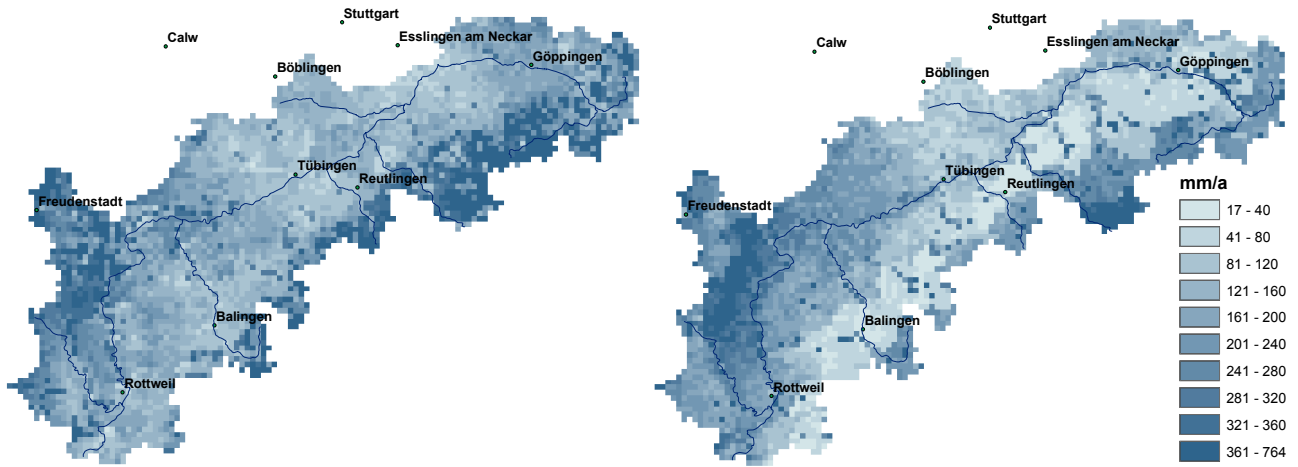 Stuttgart
Calw
Esslingen am Neckar
Göppingen
Böblingen
Tübingen
Reutlingen
Freudenstadt
Balingen
Rottweil
Stuttgart
Calw
Esslingen am Neckar
Göppingen
Böblingen
Tübingen
Reutlingen
Freudenstadt
Balingen
Rottweil
mm/a
17 - 40
41 - 80
81 - 120
121 - 160
161 - 200
201 - 240
241 - 280
281 - 320
321 - 360
361 - 764